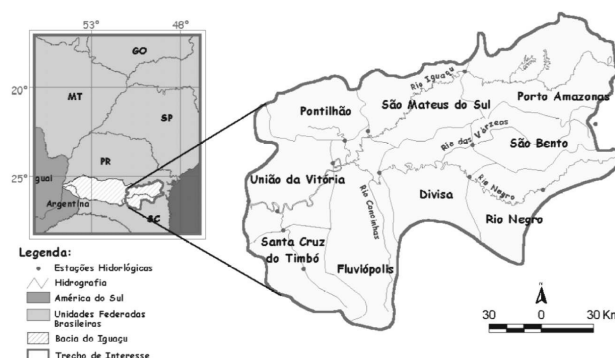 53°
48°
GO
20°
MT
SP
PR
25°
guai
Argentina
SC
Legenda:
Estações Hidorlógicas
Hidrografia
América do Sul
Unidades Federadas
Brasileiras
Bacia do Iguaçu
Trecho de Interesse
Rio Iguaçu
Pontilhão
São Mateus do Sul
Porto Amazonas
Rio das Várzeas
São Bento
União da Vitória
Rio Canoinhas
Divisa
Rio Negro
Rio Negro
Santa Cruz
do Timbó
Fluviópolis
N
30
0
30 Km